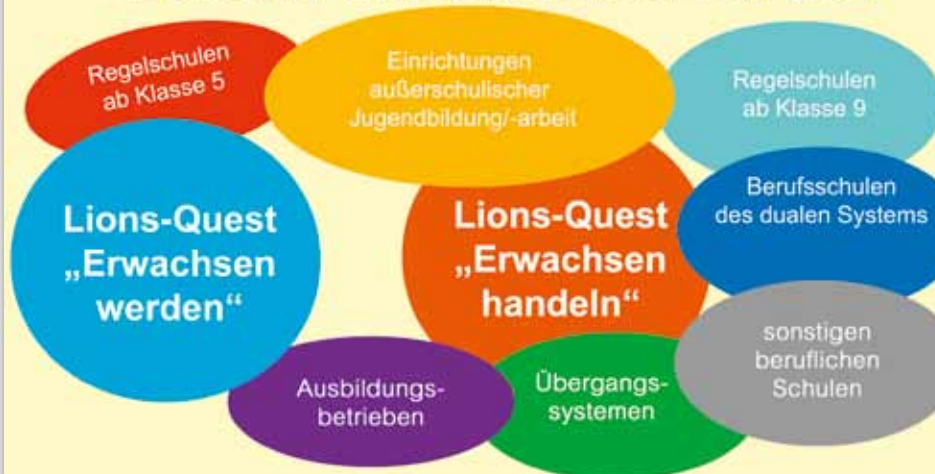 Regelschulen
ab Klasse 5
Einrichtungen
außerschulischer
Jugendbildung/-arbeit
Regelschulen
ab Klasse 9
Lions-Quest
„Erwachsen
werden“
Lions-Quest
„Erwachsen
handeln“
Berufsschulen
des dualen Systems
Ausbildungs-
betrieben
Übergangs-
systemen
sonstigen
beruflichen
Schulen